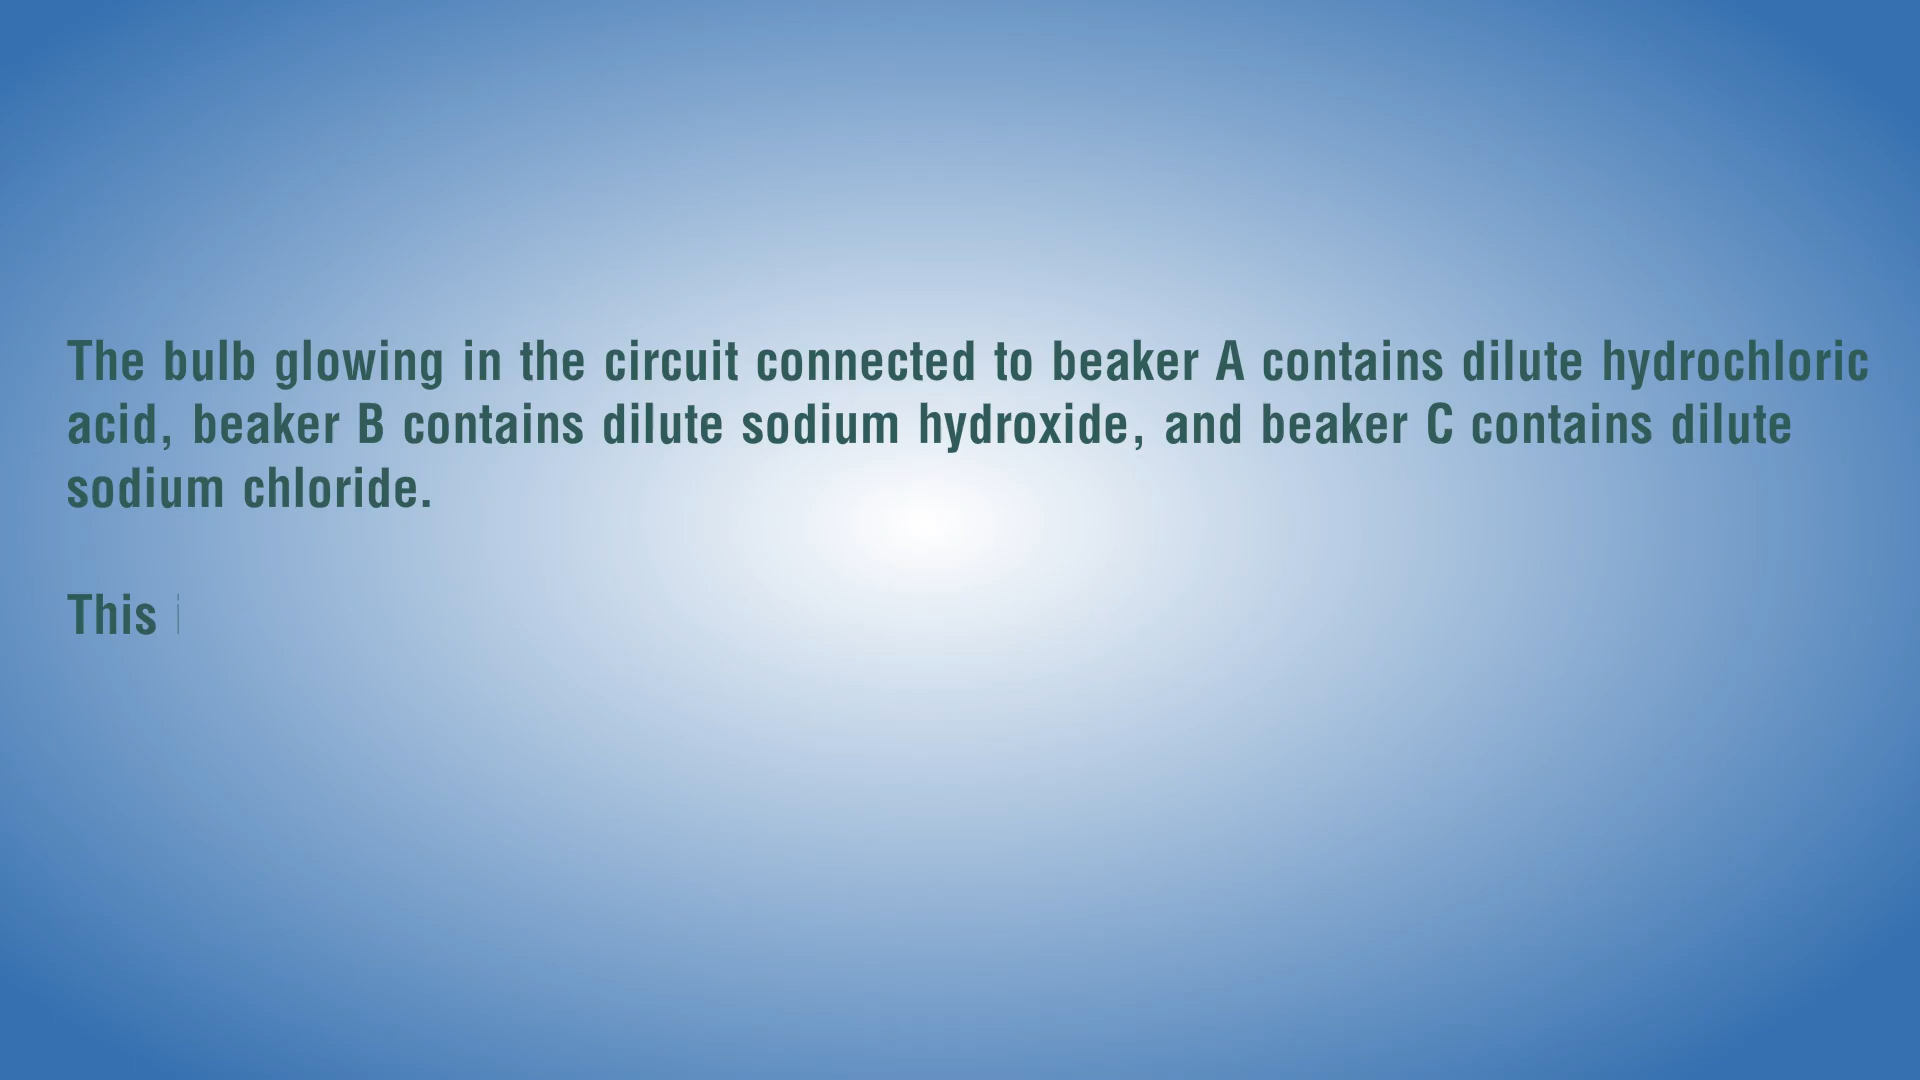 The bulb glowing in the circuit connected to beaker A contains dilute hydrochloric
acid, beaker B contains dilute sodium hydroxide, and beaker C contains dilute
sodium chloride.
This